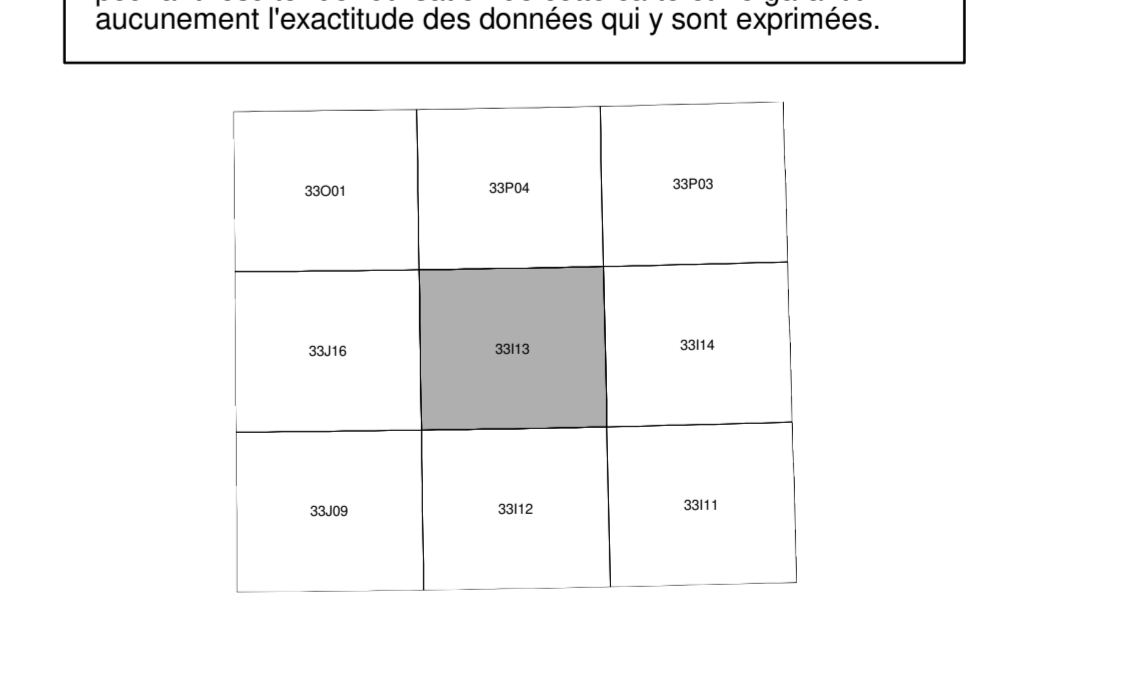 aucunement l'exactitude des données qui y sont exprimées.
33O01 33P04 33P03
33J16 33I13 33I14
33J09 33I12 33I11